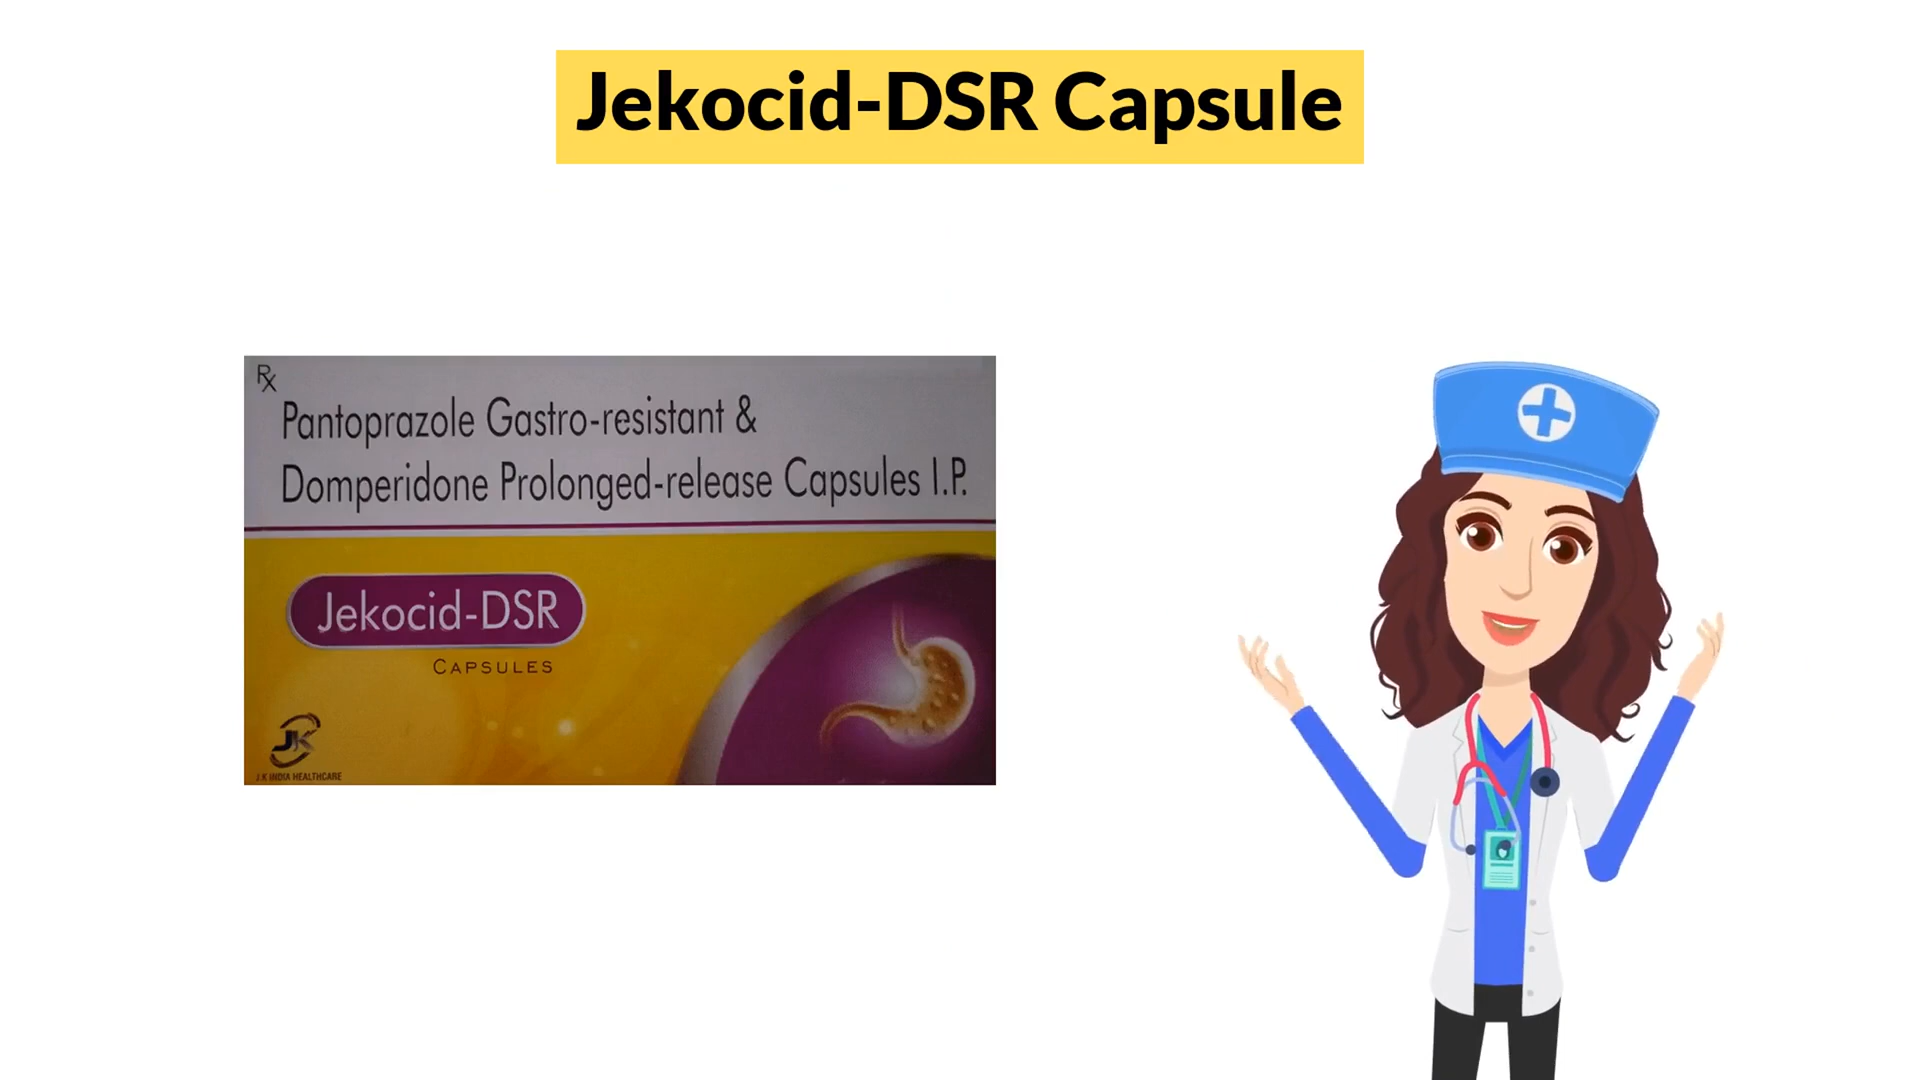 Jekocid-DSR Capsule
Rx
Pantoprazole Gastro-resistant &
Domperidone Prolonged-release Capsules I.P.
Jekocid-DSR
CAPSULES
JK
J.K INDIA HEALTHCARE